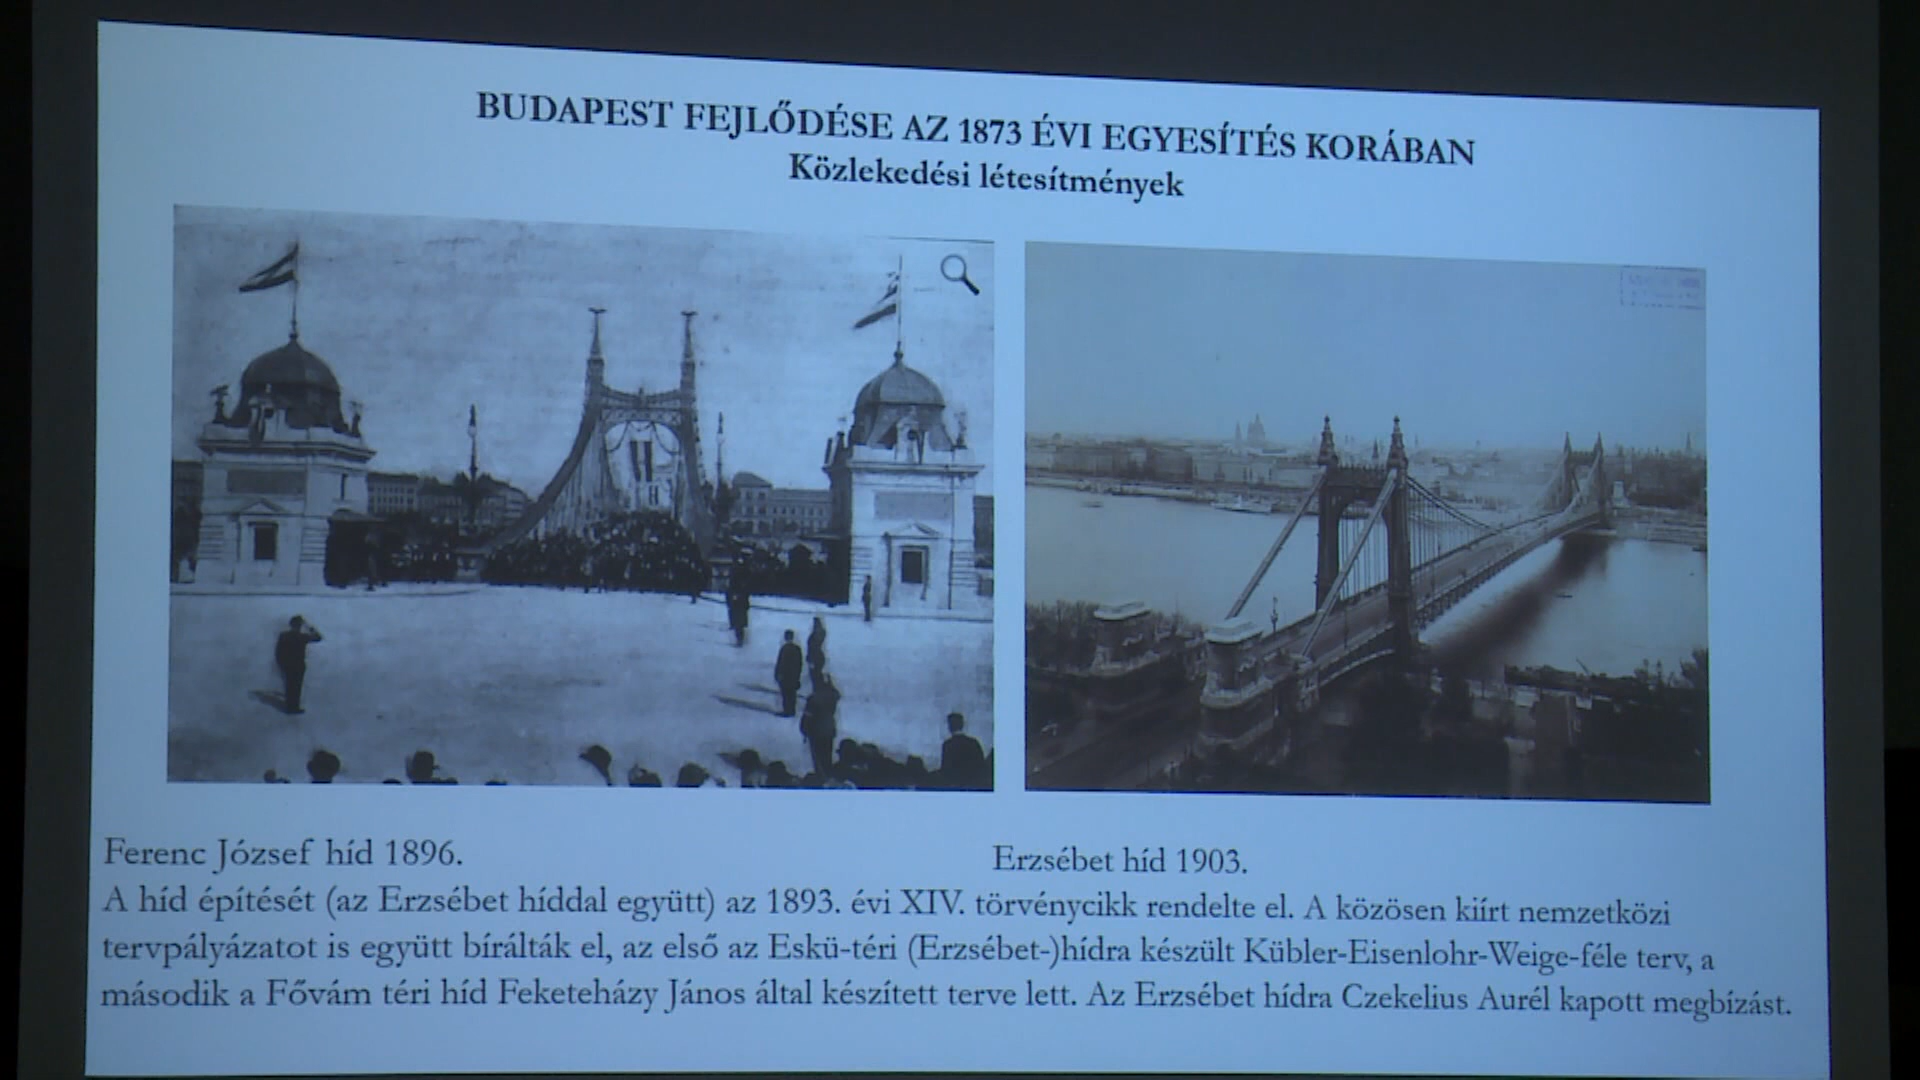 BUDAPEST FEJLŐDÉSE AZ 1873 ÉVI EGYESÍTÉS KORÁBAN
Közlekedési létesítmények
Ferenc József híd 1896.
Erzsébet híd 1903.
A híd építését (az Erzsébet híddal együtt) az 1893. évi XIV. törvénycikk rendelte el. A közösen kiírt nemzetközi
tervpályázatot is együtt bírálták el, az első az Eskü-téri (Erzsébet-)hídra készült Kübler-Eisenlohr-Weige-féle terv, a
második a Fővám téri híd Feketeházy János által készített terve lett. Az Erzsébet hídra Czekelius Aurél kapott megbízást.